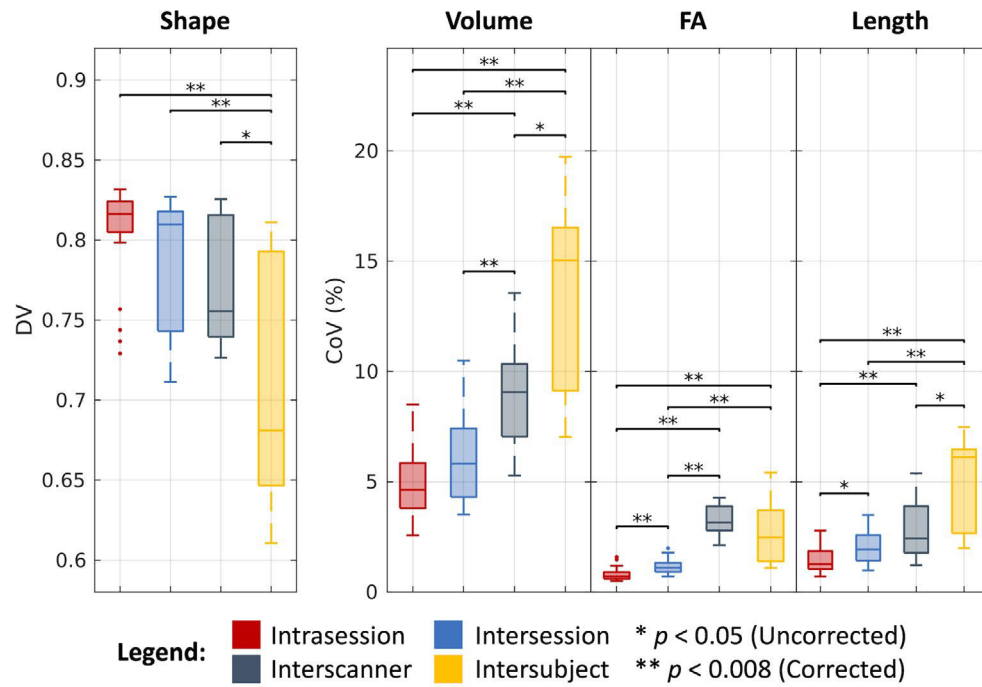 Shape
Volume
FA
Length
0.9
0.85
0.8
0.75
0.7
0.65
0.6
DV
**
**
*
20
15
10
5
0
CoV (%)
**
**
**
*
**
**
**
**
**
**
**
**
**
*
*
Legend:
Intrasession
Intersession
* p < 0.05 (Uncorrected)
Interscanner
Intersubject
** p < 0.008 (Corrected)